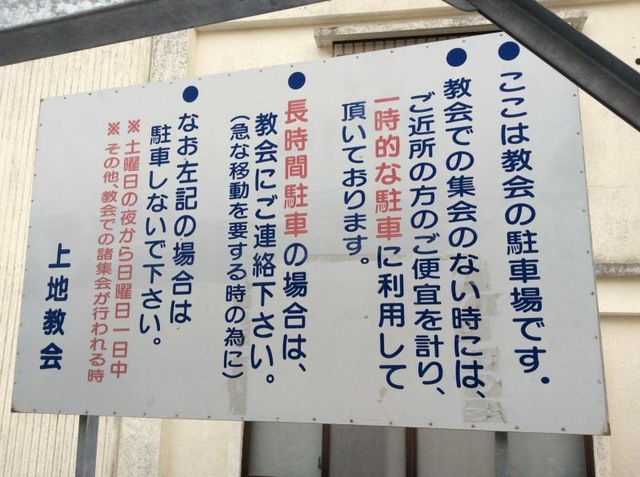 ● ここは教会の駐車場です.
● 教会での集会のない時には、
ご近所の方のご便宜を計り、
一時的な駐車に利用して
頂いております。
● 長時間駐車の場合は、
教会にご連絡下さい。
(急な移動を要する時の為に)
● なお左記の場合は
駐車しないで下さい。
※ 土曜日の夜から日曜日一日中
※ その他、教会での諸集会が行われる時
上地教会